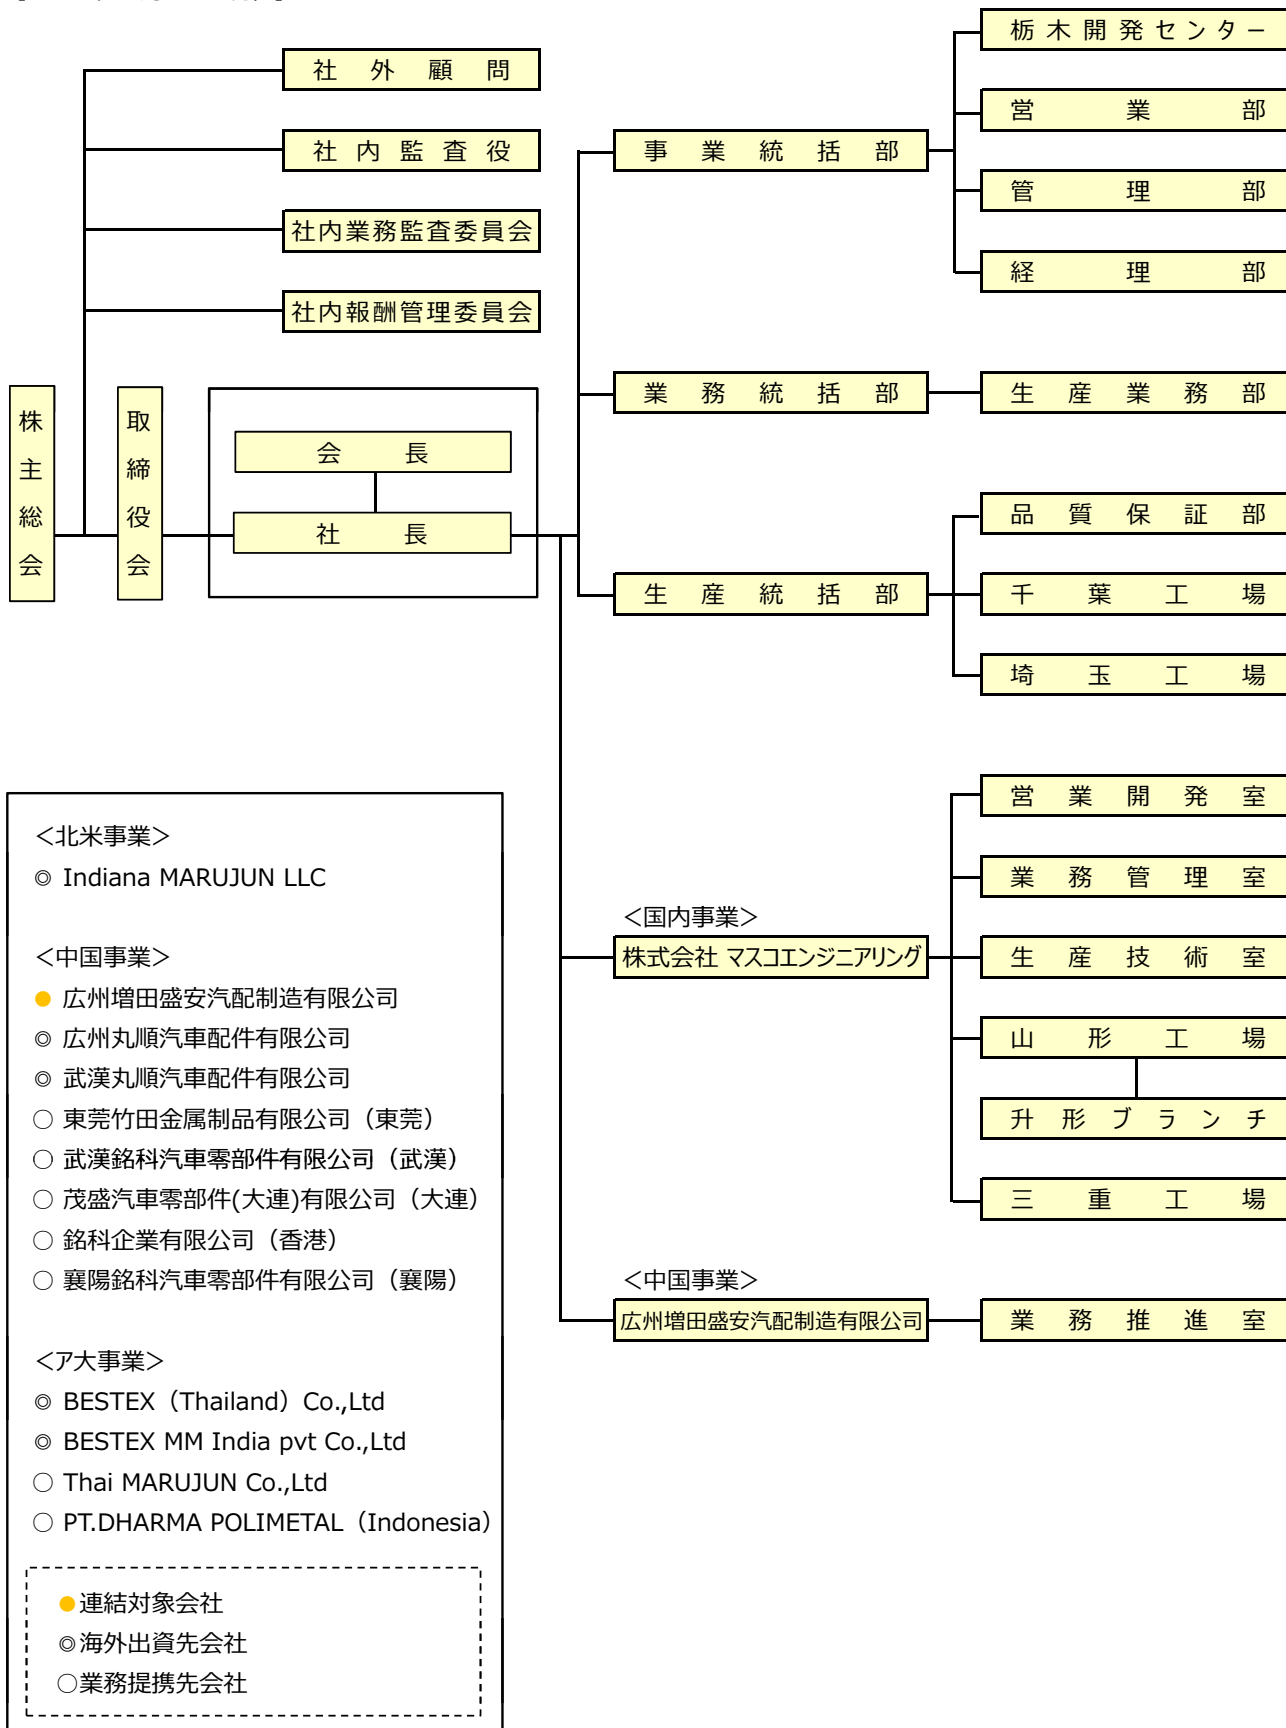 社外顧問
社内監査役
社内業務監査委員会
社内報酬管理委員会
株主総会
取締役会
会長
社長
事業統括部
栃木開発センター
営業部
管理部
経理部
業務統括部
生産業務部
生産統括部
品質保証部
千葉工場
埼玉工場
<国内事業>
株式会社 マスコエンジニアリング
営業開発室
業務管理室
生産技術室
山形工場
升形ブランチ
三重工場
<中国事業>
広州増田盛安汽配制造有限公司
業務推進室
<北米事業>
◎ Indiana MARUJUN LLC
<中国事業>
● 広州増田盛安汽配制造有限公司
◎ 広州丸順汽車配件有限公司
◎ 武漢丸順汽車配件有限公司
○ 東莞竹田金属制品有限公司（東莞）
○ 武漢銘科汽車零部件有限公司（武漢）
○ 茂盛汽車零部件(大連)有限公司（大連）
○ 銘科企業有限公司（香港）
○ 襄陽銘科汽車零部件有限公司（襄陽）
<ア大事業>
◎ BESTEX（Thailand）Co.,Ltd
◎ BESTEX MM India pvt Co.,Ltd
○ Thai MARUJUN Co.,Ltd
○ PT.DHARMA POLIMETAL（Indonesia）
●連結対象会社
◎海外出資先会社
○業務提携先会社